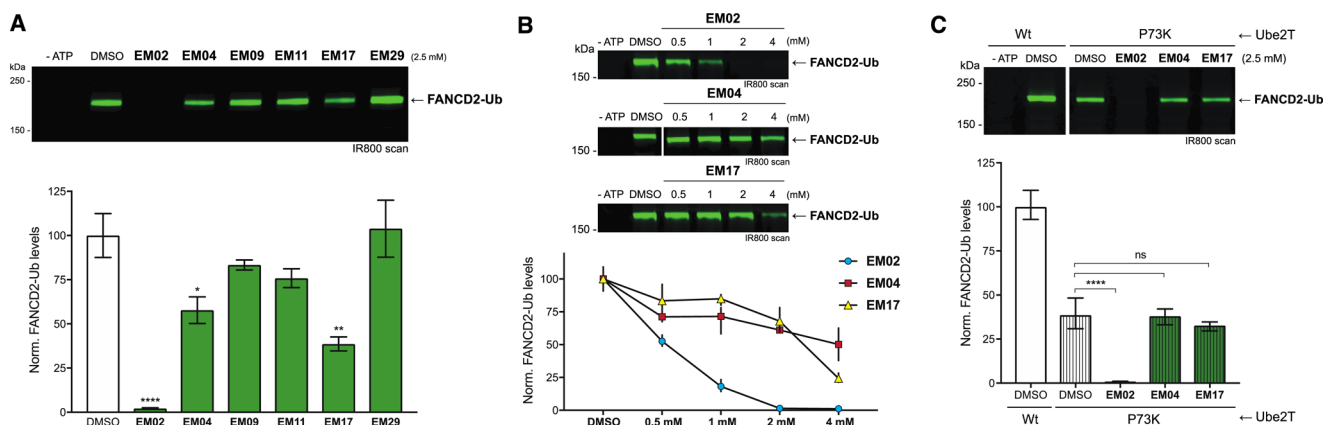 A
- ATP DMSO EM02 EM04 EM09 EM11 EM17 EM29 (2.5 mM)
kDa
250 -
← FANCD2-Ub
150 -
IR800 scan
Norm. FANCD2-Ub levels
125
100
75
50
25
0
****
*
**
DMSO EM02 EM04 EM09 EM11 EM17 EM29
B
EM02
- ATP DMSO 0.5 1 2 4 (mM)
kDa
← FANCD2-Ub
150 -
IR800 scan
EM04
- ATP DMSO 0.5 1 2 4 (mM)
← FANCD2-Ub
150 -
IR800 scan
EM17
- ATP DMSO 0.5 1 2 4 (mM)
← FANCD2-Ub
150 -
IR800 scan
Norm. FANCD2-Ub levels
100
75
50
25
0
EM02
EM04
EM17
DMSO 0.5 mM 1 mM 2 mM 4 mM
C
Wt P73K ← Ube2T
- ATP DMSO DMSO EM02 EM04 EM17 (2.5 mM)
kDa
250 -
← FANCD2-Ub
150 -
IR800 scan
Norm. FANCD2-Ub levels
125
100
75
50
25
0
ns
****
DMSO DMSO EM02 EM04 EM17
Wt P73K ← Ube2T